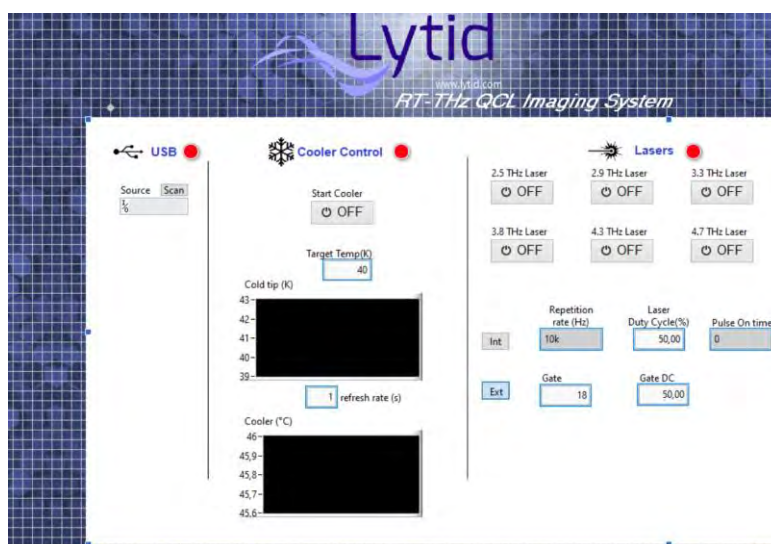 Lytid
www.lytid.com
RT-THz QCL Imaging System
USB
Source Scan
Cooler Control
Start Cooler
OFF
Target Temp(K)
40
Cold tip (K)
43
42
41
40
39
1 refresh rate (s)
Cooler (°C)
46
45,9
45,8
45,7
45,6
Lasers
2.5 THz Laser 2.9 THz Laser 3.3 THz Laser
OFF OFF OFF
3.8 THz Laser 4.3 THz Laser 4.7 THz Laser
OFF OFF OFF
Repetition rate (Hz) Laser Duty Cycle(%) Pulse On time
Int 10k 50,00 0
Gate Gate DC
Ext 18 50,00